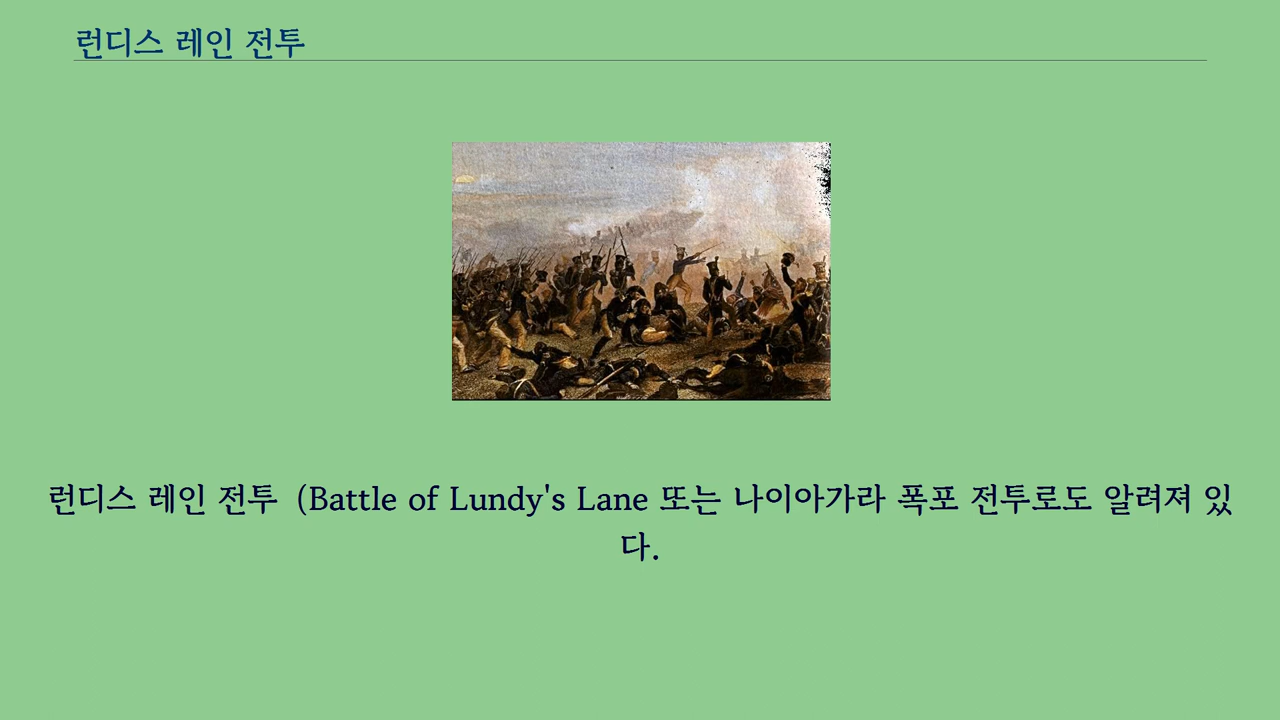 런디스 레인 전투
런디스 레인 전투 (Battle of Lundy's Lane 또는 나이아가라 폭포 전투로도 알려져 있
다.